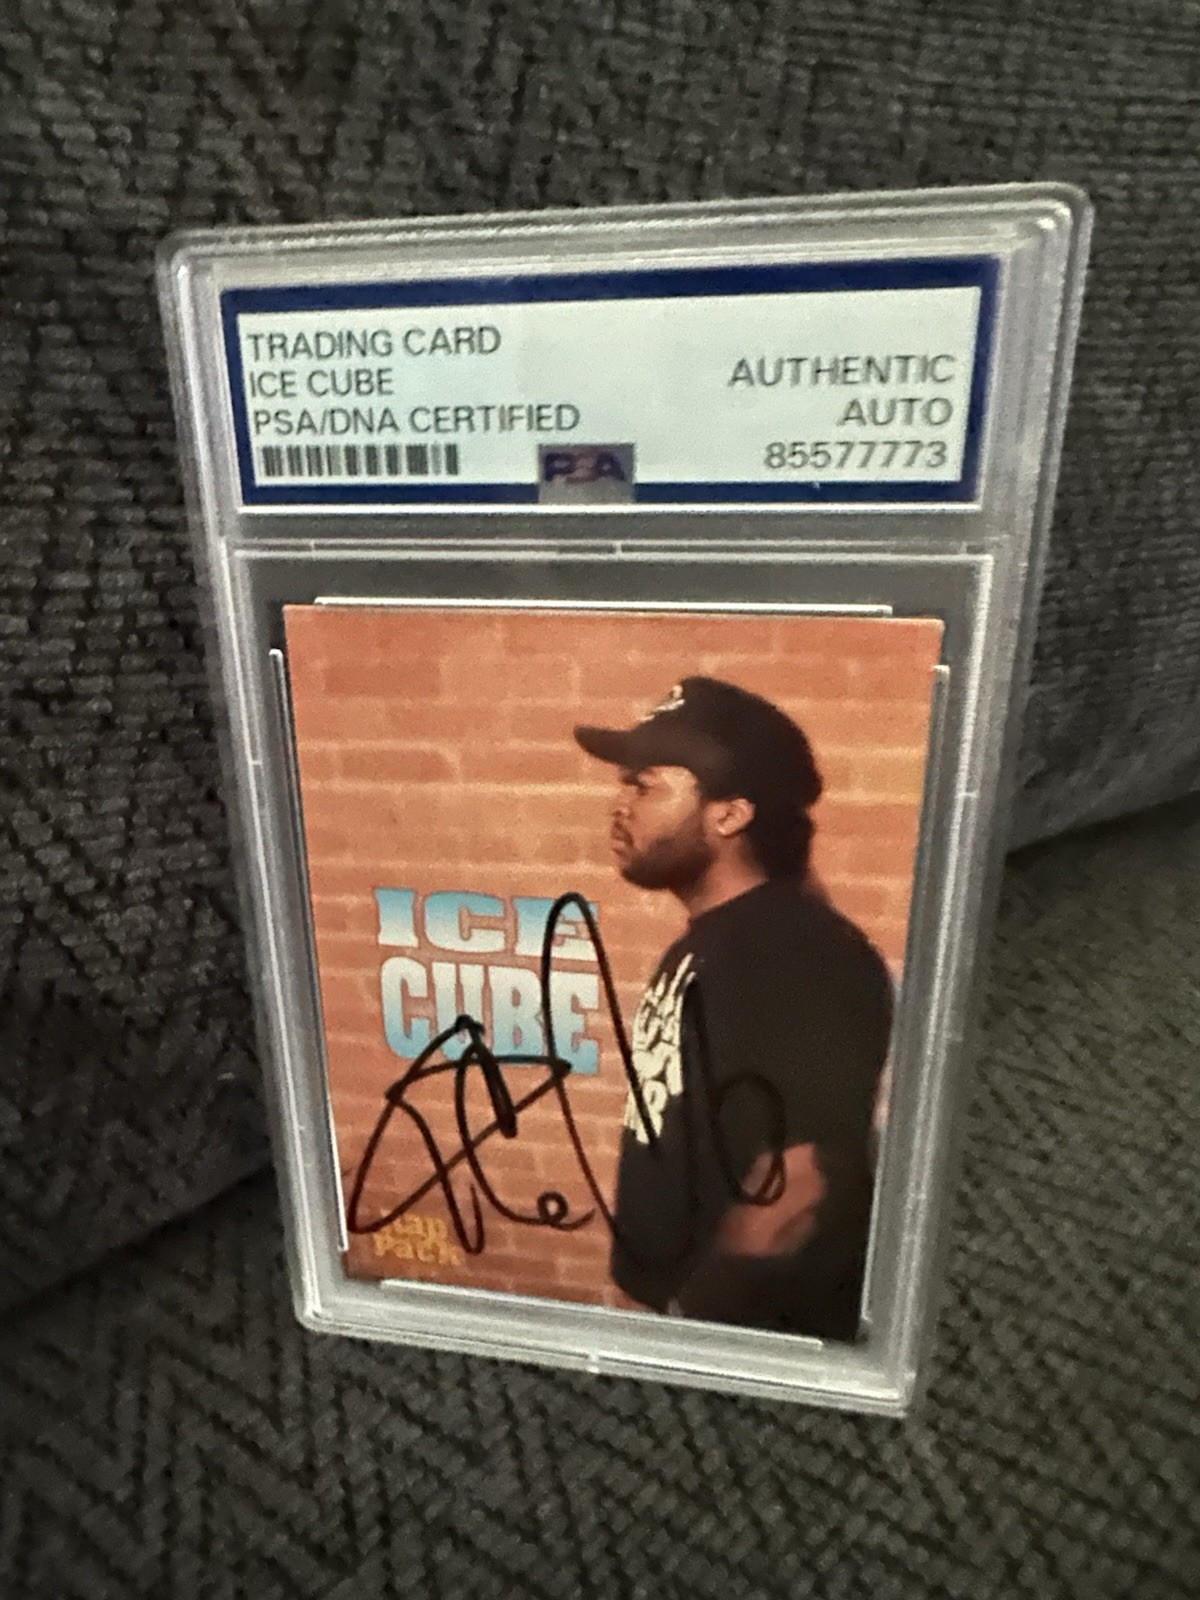 TRADING CARD
ICE CUBE
PSA/DNA CERTIFIED
AUTHENTIC
AUTO
85577773
PSA
ICE
CUBE
Rap
Pack